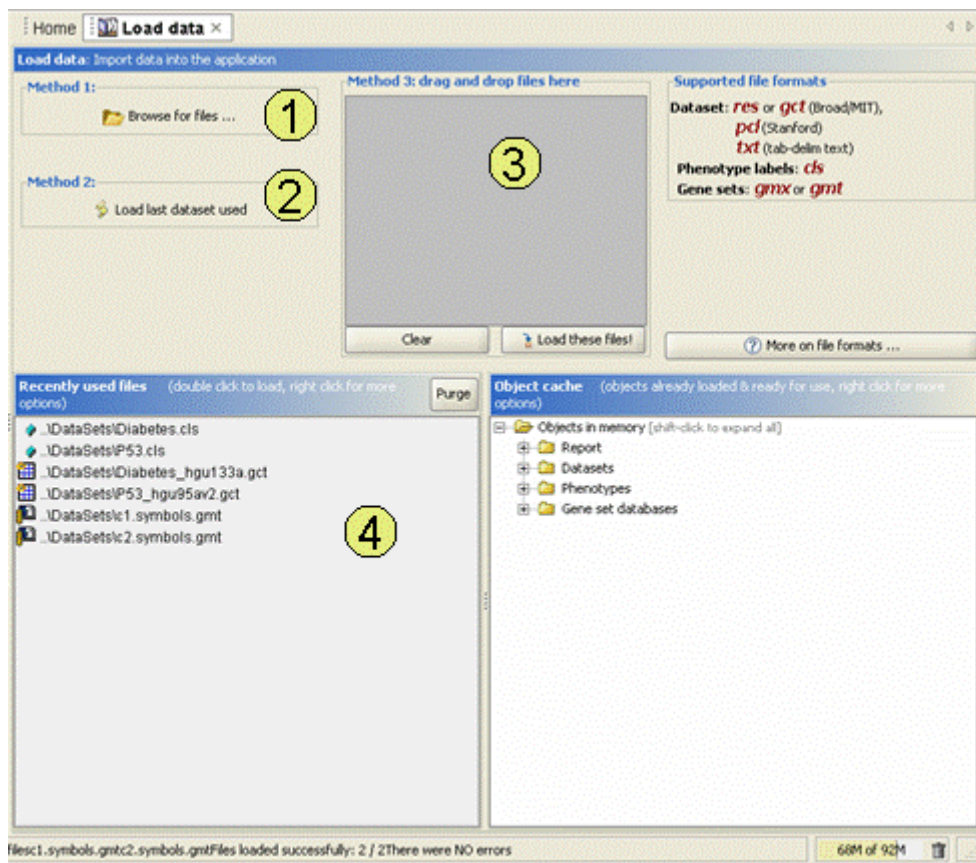 Home Load data ×
Load data: Import data into the application
Method 1:
Browse for files ...
1
Method 2:
Load last dataset used
2
Method 3: drag and drop files here
3
Clear
Load these files!
Supported file formats
Dataset: res or gct (Broad/MIT),
pcl (Stanford)
txt (tab-delim text)
Phenotype labels: cls
Gene sets: gmx or gmt
? More on file formats ...
Recently used files (double click to load, right click for more
options)
Purge
..\DataSets\Diabetes.cls
..\DataSets\P53.cls
..\DataSets\Diabetes_hgu133a.gct
..\DataSets\P53_hgu95av2.gct
..\DataSets\c1.symbols.gmt
..\DataSets\c2.symbols.gmt
4
Object cache (objects already loaded & ready for use, right click for more
options)
Objects in memory [shift-click to expand all]
Report
Datasets
Phenotypes
Gene set databases
filesc1.symbols.gmtc2.symbols.gmtFiles loaded successfully: 2 / 2There were NO errors
68M of 92M